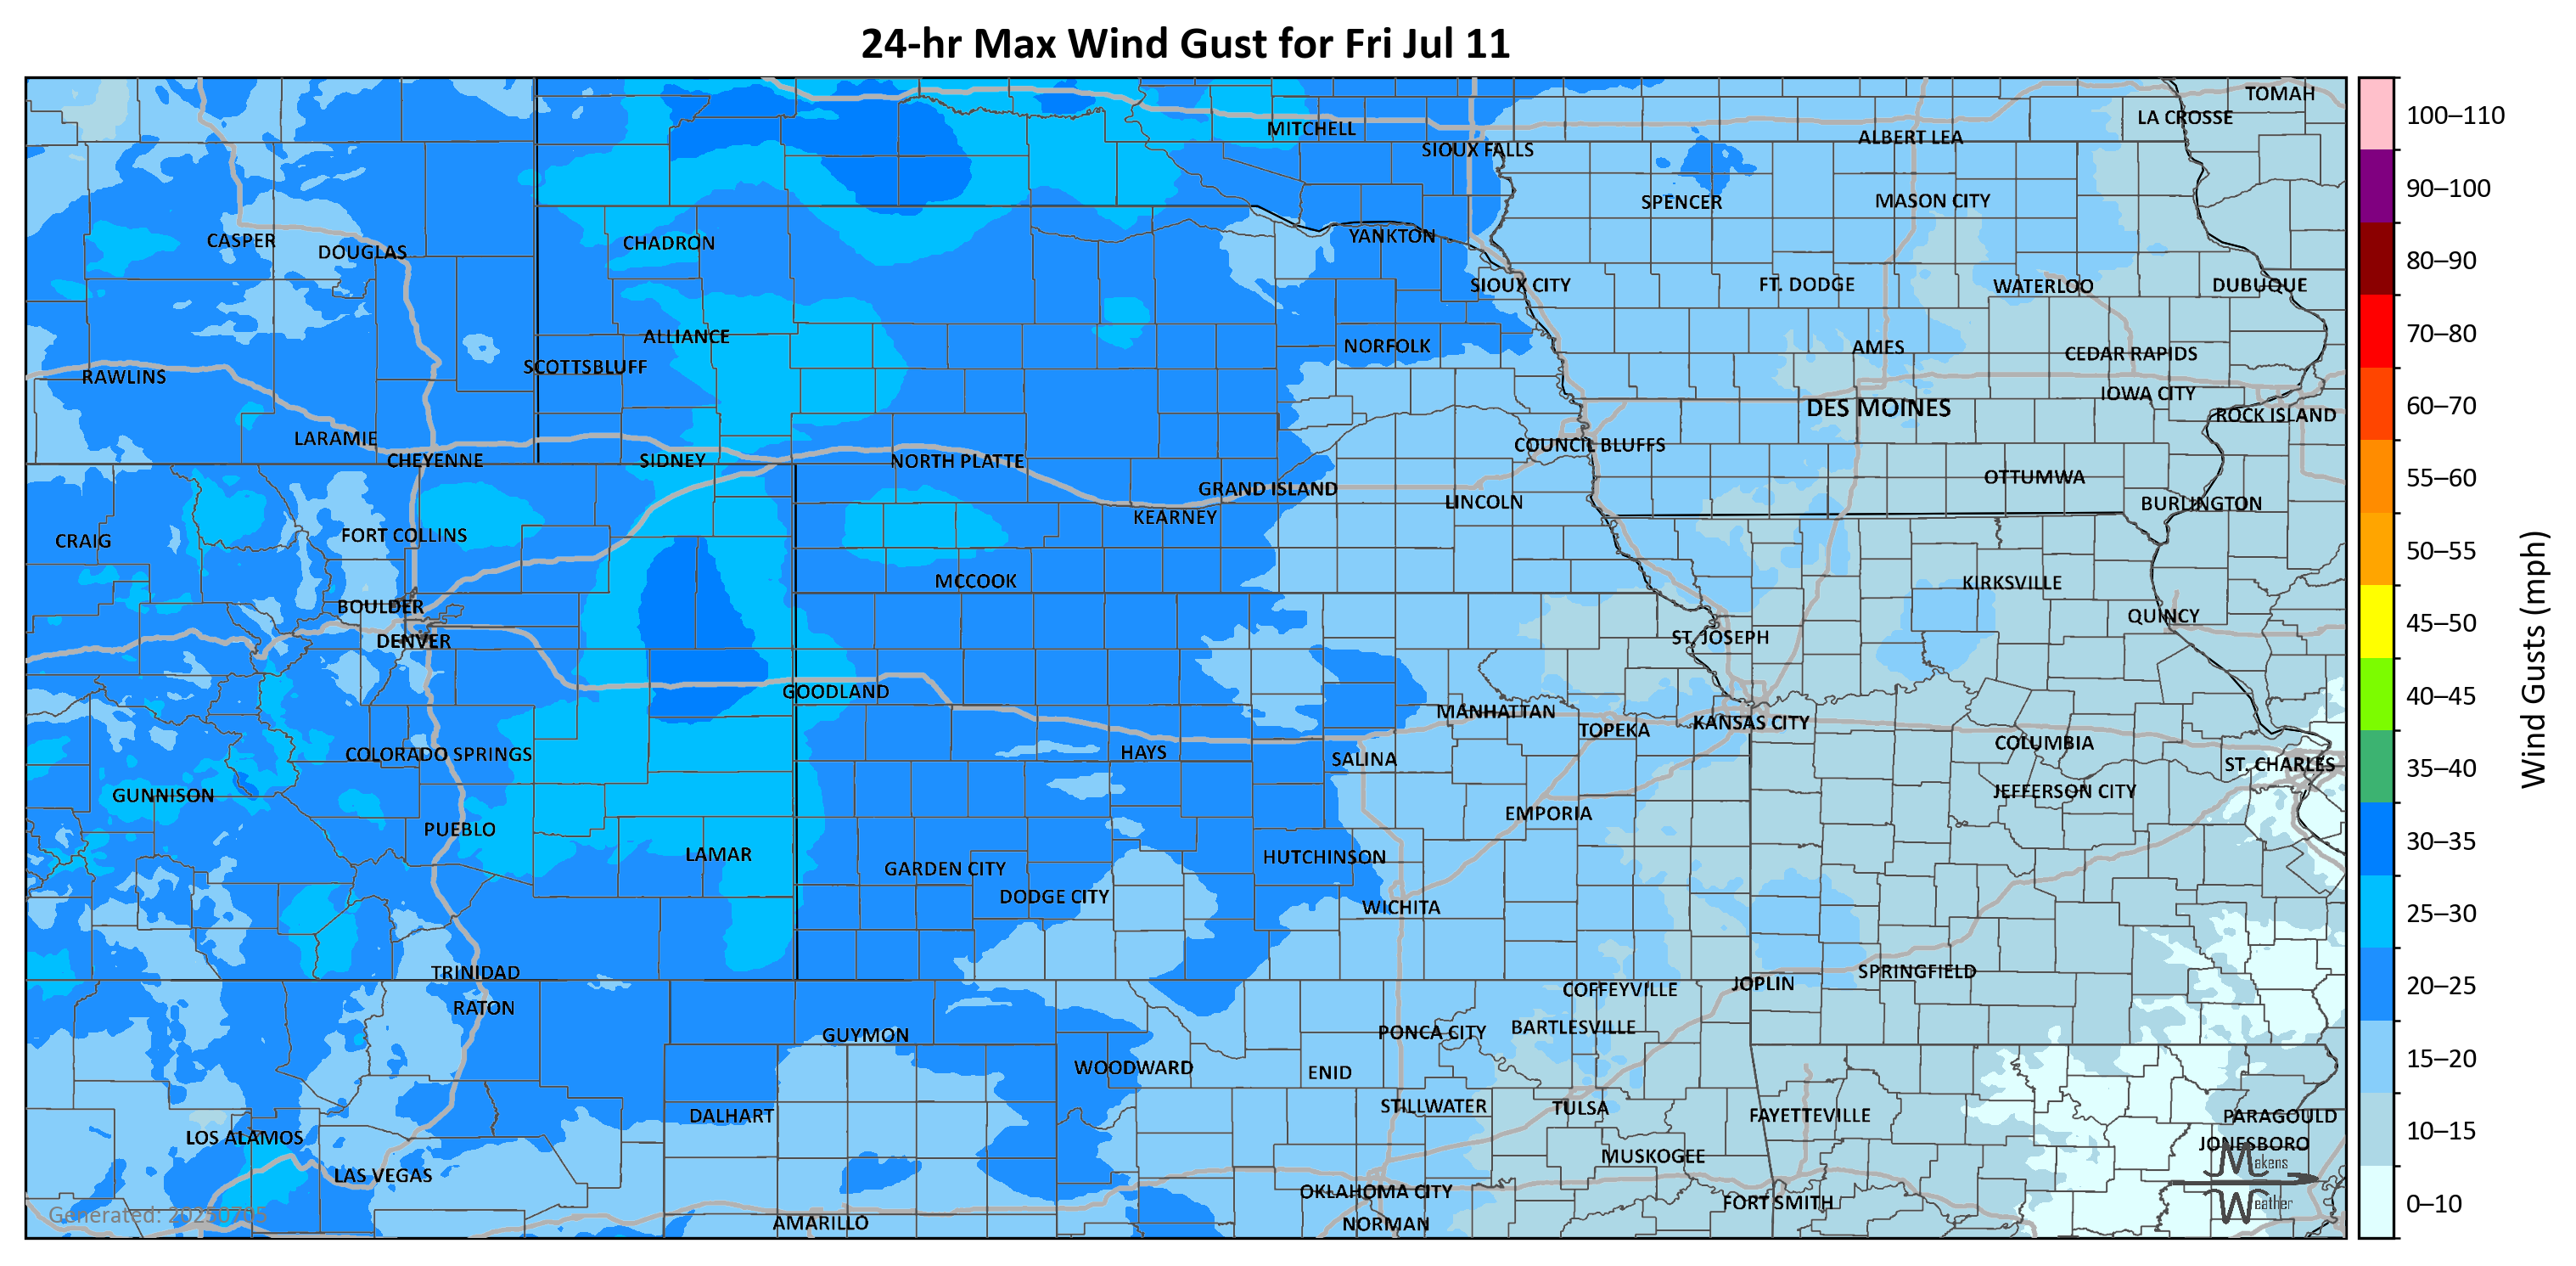 24-hr Max Wind Gust for Fri Jul 11
TOMAH
LA CROSSE
MITCHELL
ALBERT LEA
SIOUX FALLS
SPENCER
MASON CITY
CASPER
DOUGLAS
CHADRON
YANKTON
SIOUX CITY
FT. DODGE
WATERLOO
DUBUQUE
ALLIANCE
NORFOLK
AMES
CEDAR RAPIDS
SCOTTSBLUFF
RAWLINS
IOWA CITY
DES MOINES
ROCK ISLAND
LARAMIE
COUNCIL BLUFFS
CHEYENNE
SIDNEY
NORTH PLATTE
OTTUMWA
GRAND ISLAND
LINCOLN
BURLINGTON
KEARNEY
FORT COLLINS
CRAIG
MCCOOK
KIRKSVILLE
BOULDER
QUINCY
DENVER
ST. JOSEPH
GOODLAND
MANHATTAN
TOPEKA
KANSAS CITY
COLUMBIA
COLORADO SPRINGS
HAYS
SALINA
ST. CHARLES
GUNNISON
JEFFERSON CITY
EMPORIA
PUEBLO
LAMAR
HUTCHINSON
GARDEN CITY
DODGE CITY
WICHITA
TRINIDAD
SPRINGFIELD
JOPLIN
COFFEYVILLE
RATON
GUYMON
PONCA CITY
BARTLESVILLE
WOODWARD
ENID
STILLWATER
TULSA
DALHART
FAYETTEVILLE
PARAGOULD
LOS ALAMOS
JONESBORO
MUSKOGEE
LAS VEGAS
OKLAHOMA CITY
FORT SMITH
AMARILLO
NORMAN
Generated: 20250705
Makens
Weather
100–110
90–100
80–90
70–80
60–70
55–60
50–55
45–50
40–45
35–40
30–35
25–30
20–25
15–20
10–15
0–10
Wind Gusts (mph)